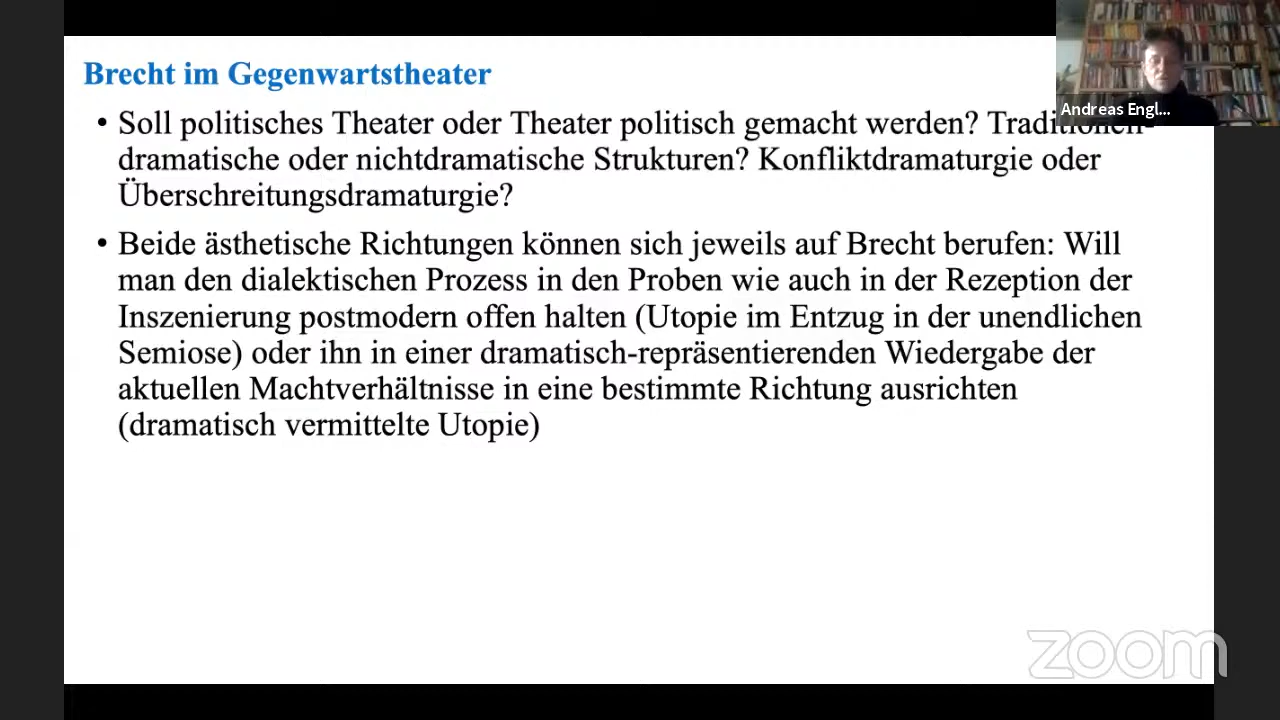 Brecht im Gegenwartstheater
Andreas Engl...
• Soll politisches Theater oder Theater politisch gemacht werden? Traditionen-
dramatische oder nichtdramatische Strukturen? Konfliktdramaturgie oder
Überschreitungsdramaturgie?
• Beide ästhetische Richtungen können sich jeweils auf Brecht berufen: Will
man den dialektischen Prozess in den Proben wie auch in der Rezeption der
Inszenierung postmodern offen halten (Utopie im Entzug in der unendlichen
Semiose) oder ihn in einer dramatisch-repräsentierenden Wiedergabe der
aktuellen Machtverhältnisse in eine bestimmte Richtung ausrichten
(dramatisch vermittelte Utopie)
zoom